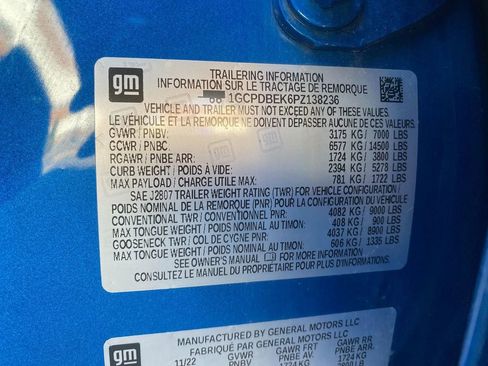 gm
TRAILERING INFORMATION
INFORMATION SUR LE TRACTAGE DE REMORQUE
1GCPDBEK6PZ138236
VEHICLE AND TRAILER MUST NOT EXCEED ANY OF THESE VALUES.
LE VÉHICULE ET LA REMORQUE NE DOIVENT DÉPASSER AUCUNE DE CES VALEURS.
GVWR / PNBV: 3175 KG / 7000 LBS
GCWR / PNBC: 6577 KG / 14500 LBS
RGAWR / PNBE ARR: 1724 KG / 3800 LBS
CURB WEIGHT / POIDS À VIDE: 2394 KG / 5278 LBS
MAX PAYLOAD / CHARGE UTILE MAX: 781 KG / 1722 LBS
SAE J2807 TRAILER WEIGHT RATING (TWR) FOR VEHICLE CONFIGURATION /
POIDS NOMINAL DE LA REMORQUE (PNR) POUR LA CONFIGURATION DU VÉHICULE
CONVENTIONAL TWR / CONVENTIONNEL PNR: 4082 KG / 9000 LBS
MAX TONGUE WEIGHT / POIDS NOMINAL AU TIMON: 408 KG / 900 LBS
GOOSENECK TWR / COL DE CYGNE PNR: 4037 KG / 8900 LBS
MAX TONGUE WEIGHT / POIDS NOMINAL AU TIMON: 606 KG / 1335 LBS
SEE OWNER'S MANUAL FOR MORE INFORMATION.
CONSULTEZ LE MANUEL DU PROPRIÉTAIRE POUR PLUS D'INFORMATION.
gm
MANUFACTURED BY GENERAL MOTORS LLC
FABRIQUÉ PAR GENERAL MOTORS LLC
GVWR GAWR FRT GAWR RR
11/22 PNBV PNBE AV. PNBE ARR.
1724 KG 1724 KG